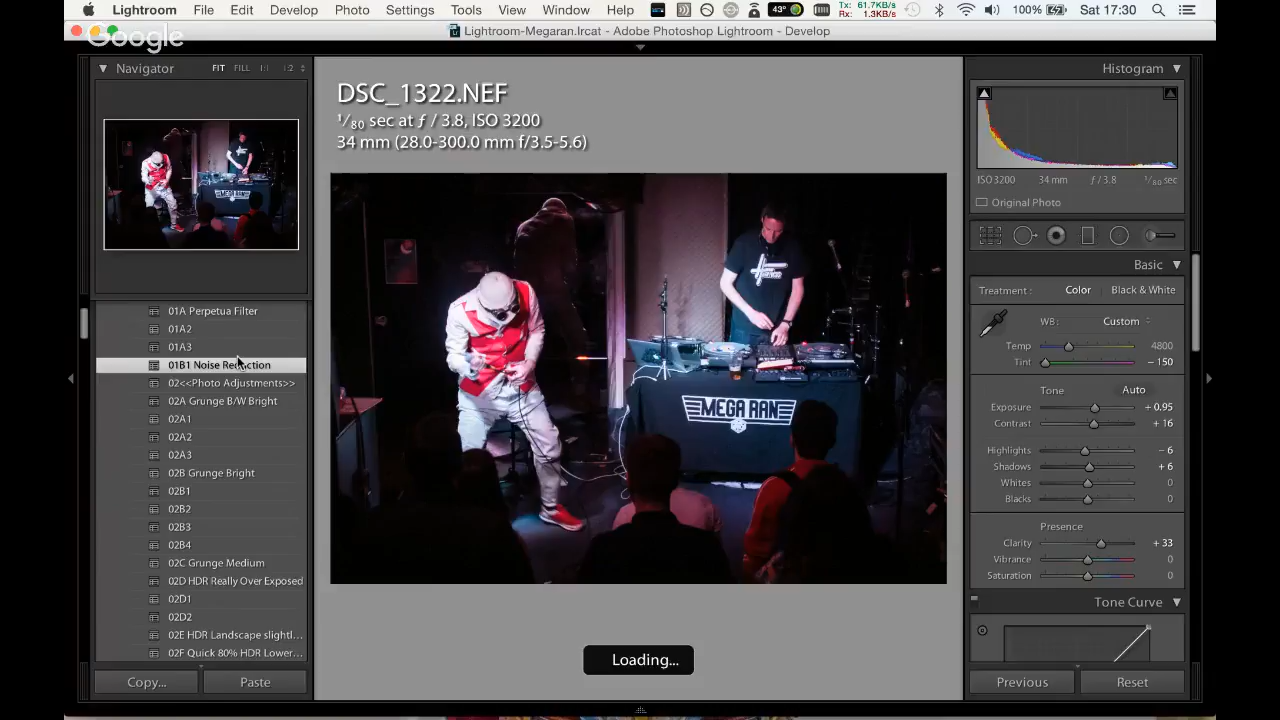 Lightroom File Edit Develop Photo Settings Tools View Window Help 43° Tx: 61.7KB/s Rx: 1.3KB/s 100% Sat 17:30
Google
Lightroom-Megaran.lrcat - Adobe Photoshop Lightroom - Develop
Navigator FIT FILL 1:1 1:2
01A Perpetua Filter
01A2
01A3
01B1 Noise Reduction
02<<Photo Adjustments>>
02A Grunge B/W Bright
02A1
02A2
02A3
02B Grunge Bright
02B1
02B2
02B3
02B4
02C Grunge Medium
02D HDR Really Over Exposed
02D1
02D2
02E HDR Landscape slightl...
02F Quick 80% HDR Lower...
Copy... Paste
DSC_1322.NEF
1/80 sec at ƒ / 3.8, ISO 3200
34 mm (28.0-300.0 mm f/3.5-5.6)
MEGA RAN
Loading...
Histogram
ISO 3200 34 mm ƒ / 3.8 1/80 sec
Original Photo
Basic
Treatment : Color Black & White
WB : Custom
Temp 4800
Tint - 150
Tone Auto
Exposure + 0.95
Contrast + 16
Highlights - 6
Shadows + 6
Whites 0
Blacks 0
Presence
Clarity + 33
Vibrance 0
Saturation 0
Tone Curve
Previous Reset